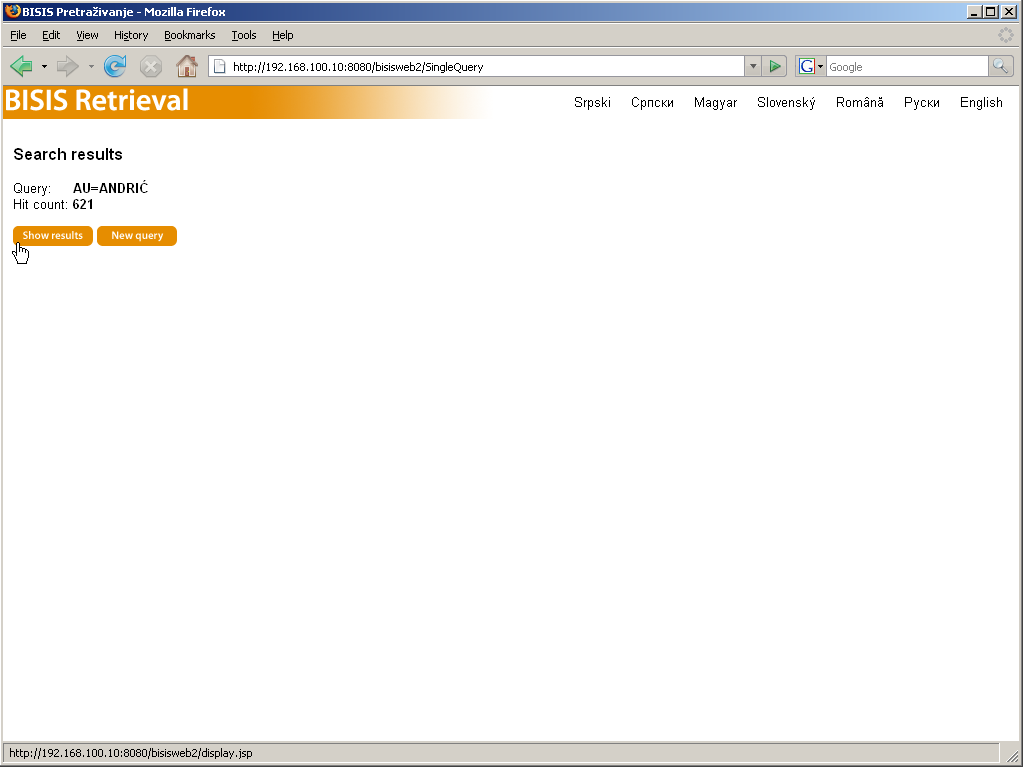 BISIS Pretraživanje - Mozilla Firefox
File Edit View History Bookmarks Tools Help
http://192.168.100.10:8080/bisisweb2/SingleQuery
G Google
BISIS Retrieval
Srpski Српски Magyar Slovenský Română Руски English
Search results
Query: AU=ANDRIĆ
Hit count: 621
Show results New query
http://192.168.100.10:8080/bisisweb2/display.jsp